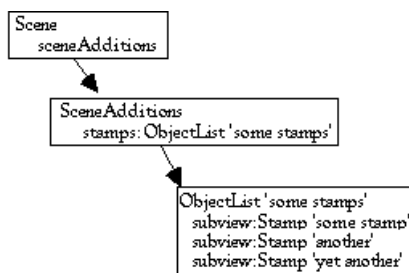 Scene
sceneAdditions
SceneAdditions
stamps: ObjectList 'some stamps'
ObjectList 'some stamps'
subview:Stamp 'some stamp'
subview:Stamp 'another'
subview:Stamp 'yet another'